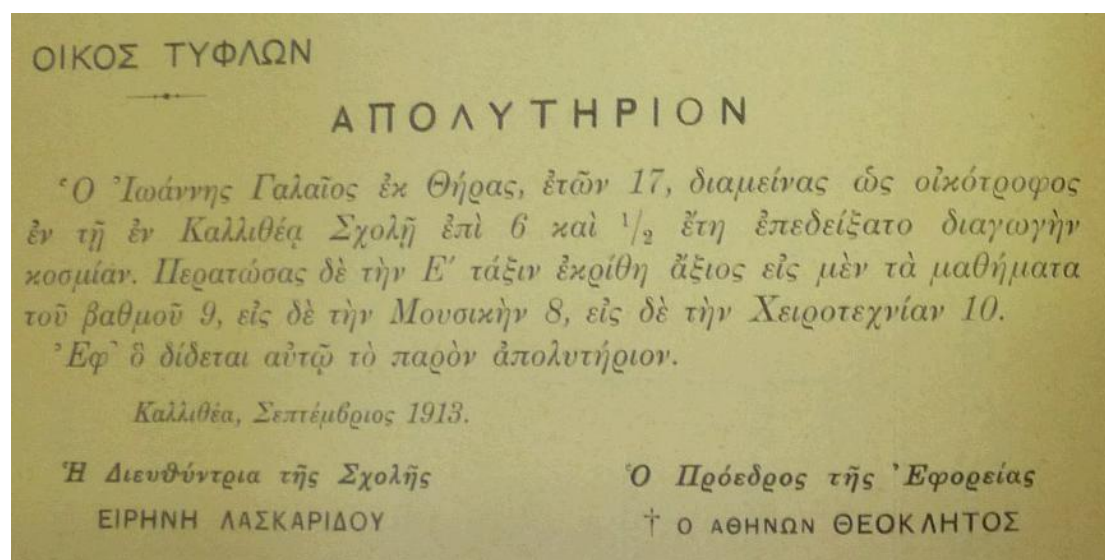 ΟΙΚΟΣ ΤΥΦΛΩΝ
ΑΠΟΛΥΤΗΡΙΟΝ
Ὁ Ἰωάννης Γαλαῖος ἐκ Θήρας, ἐτῶν 17, διαμείνας ὡς οἰκότροφος
ἐν τῇ ἐν Καλλιθέᾳ Σχολῇ ἐπὶ 6 καὶ ¹/₂ ἔτη ἐπεδείξατο διαγωγὴν
κοσμίαν. Περατώσας δὲ τὴν Ε′ τάξιν ἐκρίθη ἄξιος εἰς μὲν τὰ μαθήματα
τοῦ βαθμοῦ 9, εἰς δὲ τὴν Μουσικὴν 8, εἰς δὲ τὴν Χειροτεχνίαν 10.
Ἐφ᾿ ὃ δίδεται αὐτῷ τὸ παρὸν ἀπολυτήριον.
Καλλιθέα, Σεπτέμβριος 1913.
Ἡ Διευθύντρια τῆς Σχολῆς
ΕΙΡΗΝΗ ΛΑΣΚΑΡΙΔΟΥ
Ὁ Πρόεδρος τῆς Ἐφορείας
† Ο ΑΘΗΝΩΝ ΘΕΟΚΛΗΤΟΣ